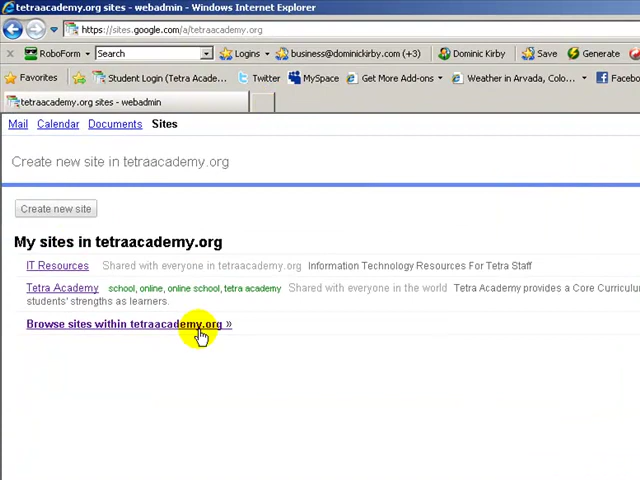 tetraacademy.org sites - webadmin - Windows Internet Explorer
https://sites.google.com/a/tetraacademy.org
RoboForm Search Logins business@dominickirby.com (+3) Dominic Kirby Save Generate
Favorites Student Login (Tetra Acade... Twitter MySpace Get More Add-ons Weather in Arvada, Colo... Faceb
tetraacademy.org sites - webadmin
Mail Calendar Documents Sites
Create new site in tetraacademy.org
Create new site
My sites in tetraacademy.org
IT Resources Shared with everyone in tetraacademy.org Information Technology Resources For Tetra Staff
Tetra Academy school, online, online school, tetra academy Shared with everyone in the world Tetra Academy provides a Core Curriculu
students' strengths as learners.
Browse sites within tetraacademy.org »